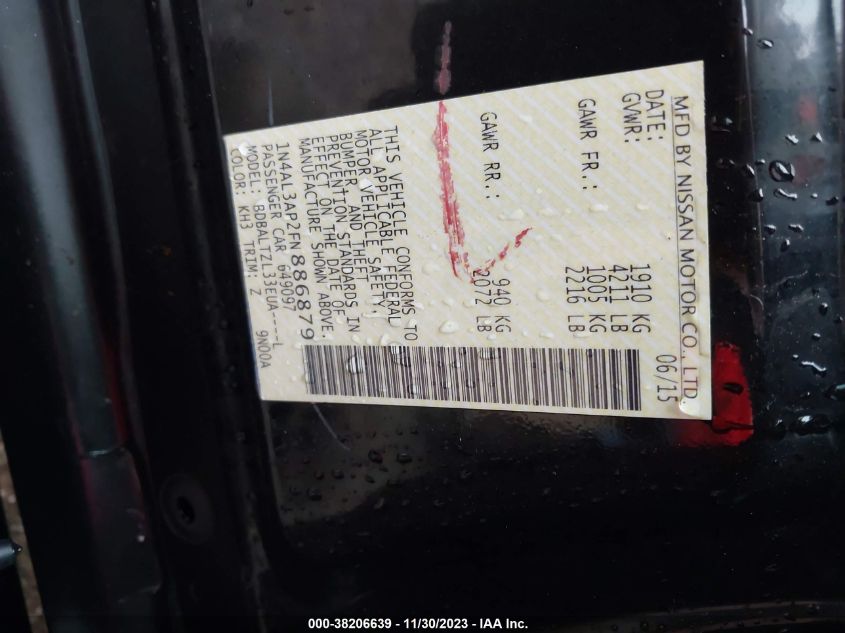 MFD BY NISSAN MOTOR CO., LTD.
DATE: 06/15
GVWR: 1910 KG
4211 LB
GAWR FR.: 1005 KG
2216 LB
GAWR RR.: 940 KG
2072 LB
THIS VEHICLE CONFORMS TO
ALL APPLICABLE FEDERAL
MOTOR VEHICLE SAFETY,
BUMPER, AND THEFT
PREVENTION STANDARDS IN
EFFECT ON THE DATE OF
MANUFACTURE SHOWN ABOVE.
1N4AL3AP2FN886879
PASSENGER CAR 649097
MODEL: BDBALTZL33EUA----L
COLOR: KH3 TRIM: Z 9N00A
000-38206639 - 11/30/2023 - IAA Inc.